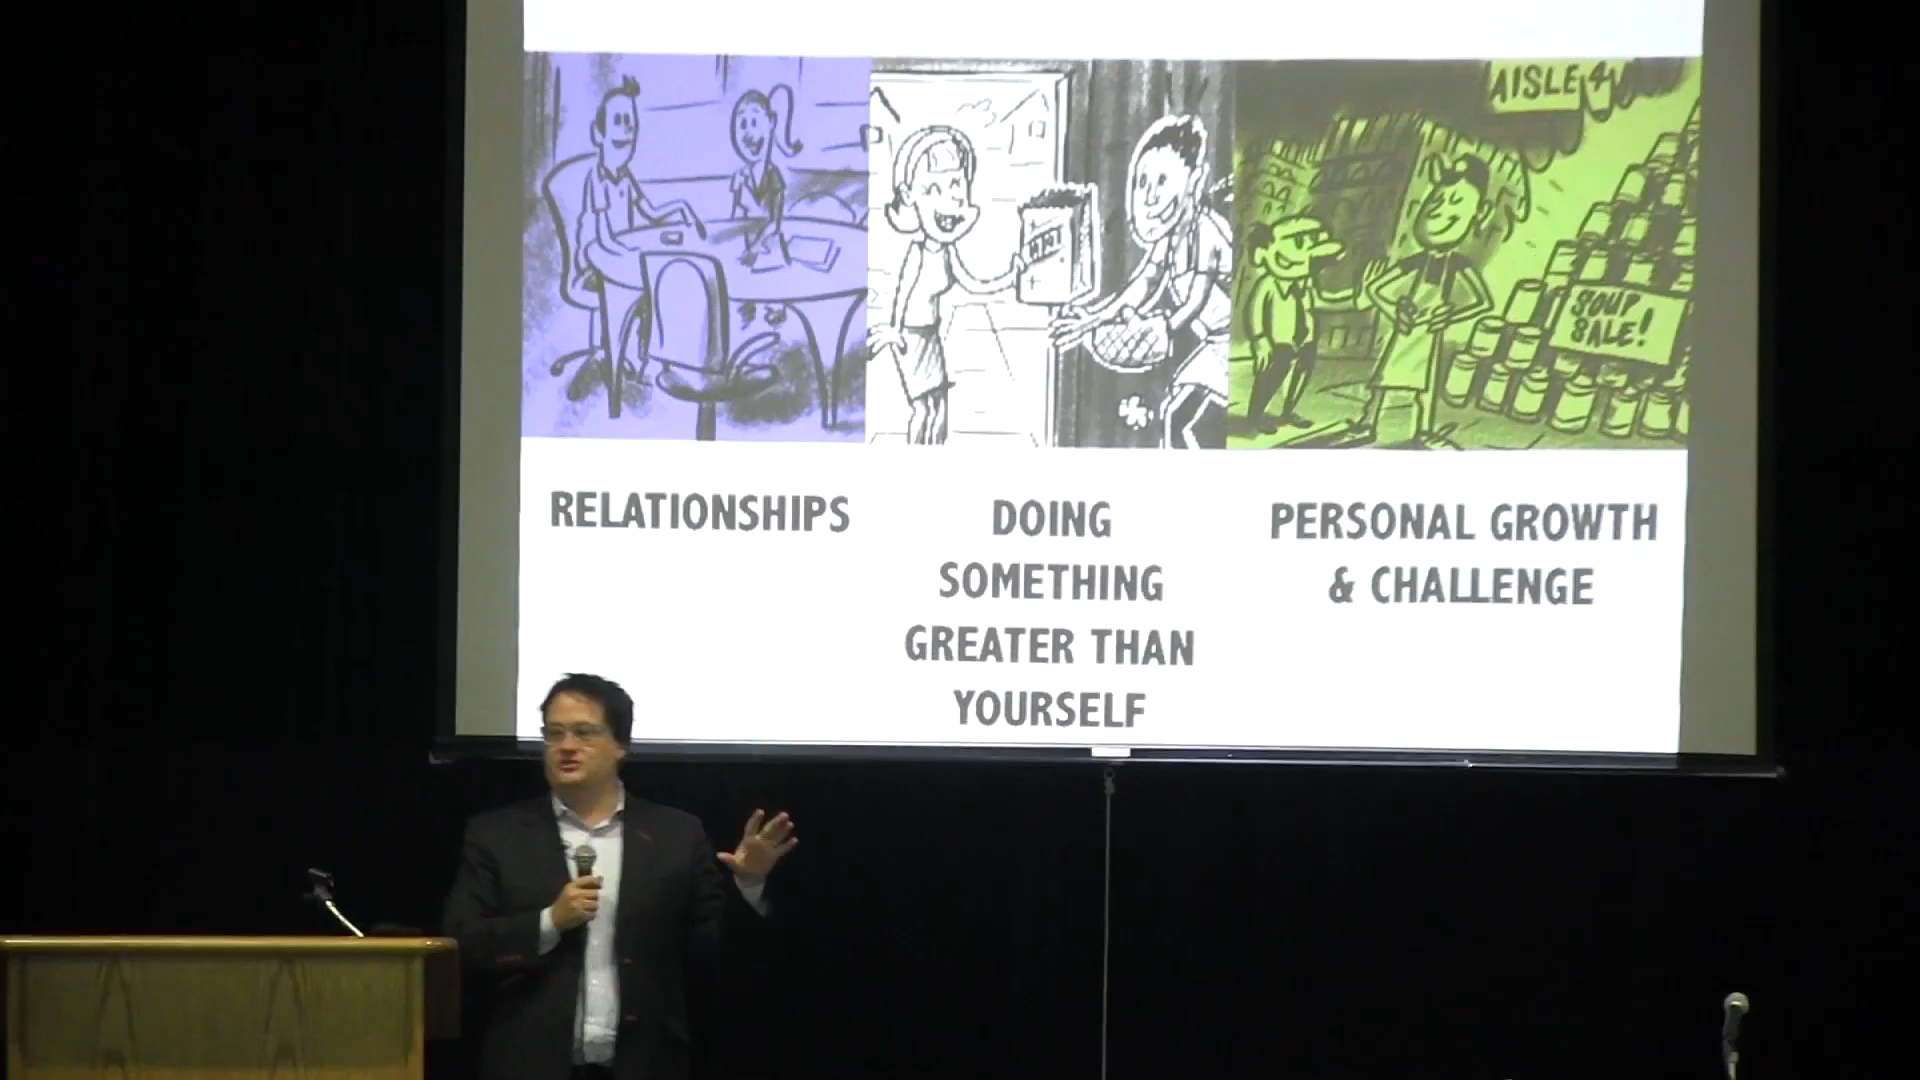 AISLE 4
SOUP
SALE!
RELATIONSHIPS
DOING
SOMETHING
GREATER THAN
YOURSELF
PERSONAL GROWTH
& CHALLENGE